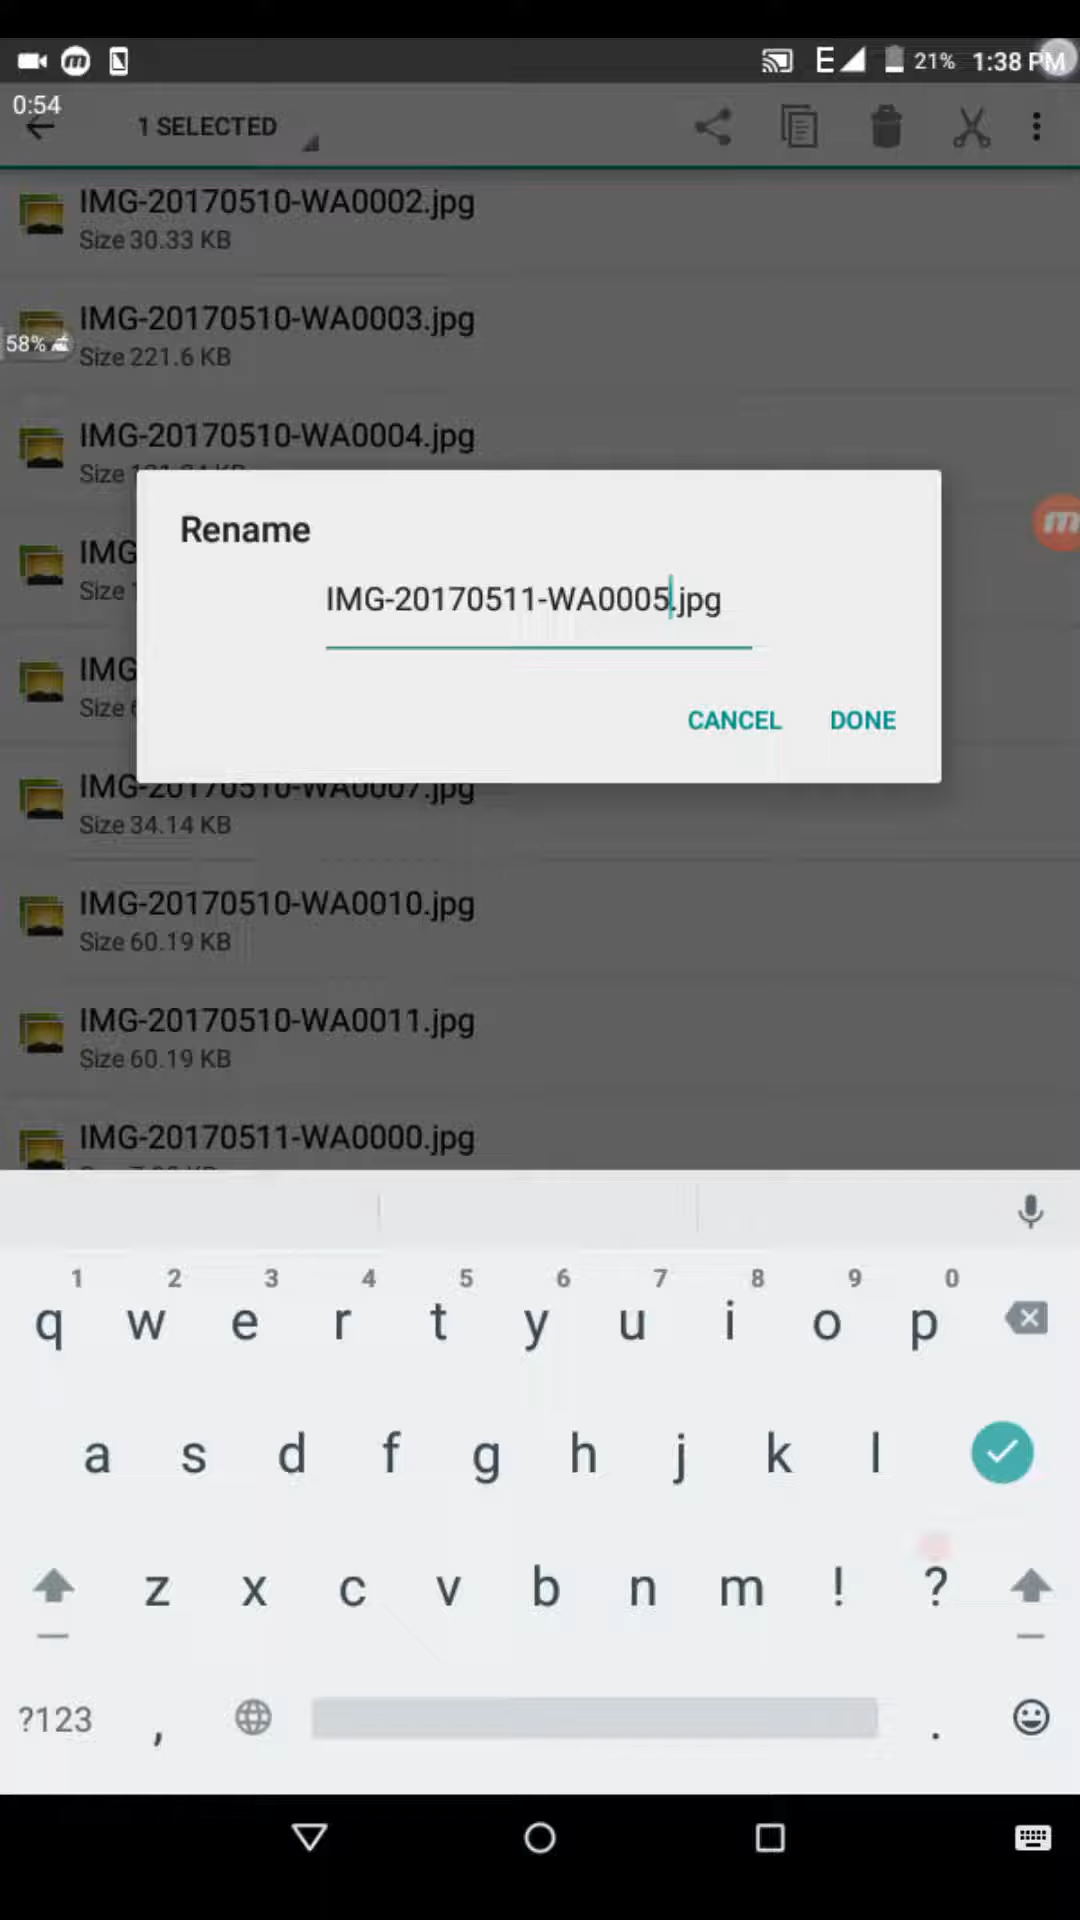 E 21% 1:38 PM
0:54
1 SELECTED
IMG-20170510-WA0002.jpg
Size 30.33 KB
IMG-20170510-WA0003.jpg
58%
Size 221.6 KB
IMG-20170510-WA0004.jpg
Size
Rename
IMG
IMG-20170511-WA0005.jpg
Size
IMG
Size
CANCEL DONE
IMG-20170510-WA0007.jpg
Size 34.14 KB
IMG-20170510-WA0010.jpg
Size 60.19 KB
IMG-20170510-WA0011.jpg
Size 60.19 KB
IMG-20170511-WA0000.jpg
1 2 3 4 5 6 7 8 9 0
q w e r t y u i o p
a s d f g h j k l
z x c v b n m ! ?
?123 , .